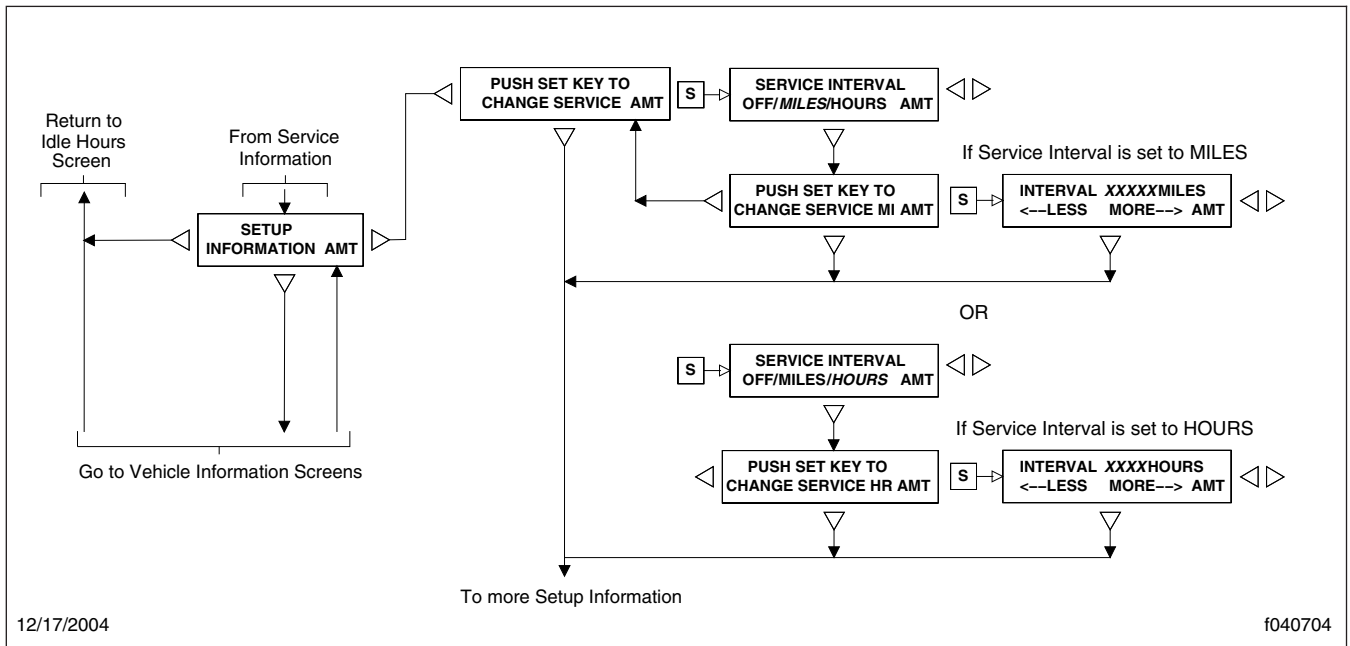 PUSH SET KEY TO
CHANGE SERVICE AMT
S
SERVICE INTERVAL
OFF/MILES/HOURS AMT
Return to
Idle Hours
Screen
From Service
Information
If Service Interval is set to MILES
PUSH SET KEY TO
CHANGE SERVICE MI AMT
S
INTERVAL XXXXXMILES
<--LESS MORE--> AMT
SETUP
INFORMATION AMT
OR
S
SERVICE INTERVAL
OFF/MILES/HOURS AMT
If Service Interval is set to HOURS
PUSH SET KEY TO
CHANGE SERVICE HR AMT
S
INTERVAL XXXXHOURS
<--LESS MORE--> AMT
Go to Vehicle Information Screens
To more Setup Information
12/17/2004
f040704